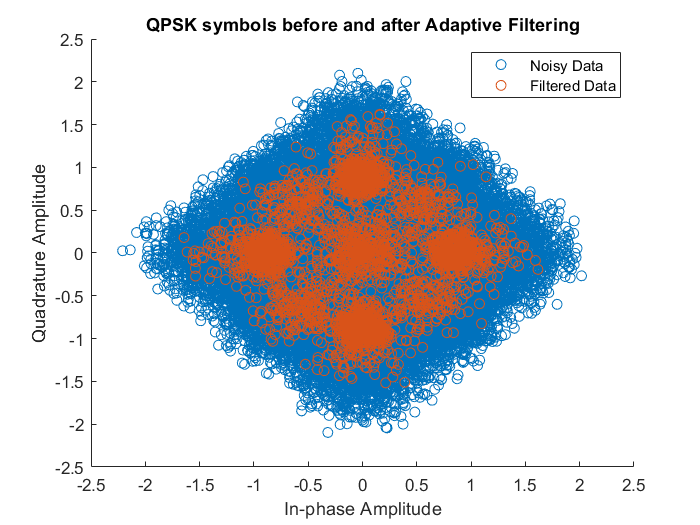 QPSK symbols before and after Adaptive Filtering
Noisy Data
Filtered Data
Quadrature Amplitude
2.5
2
1.5
1
0.5
0
-0.5
-1
-1.5
-2
-2.5
-2.5 -2 -1.5 -1 -0.5 0 0.5 1 1.5 2 2.5
In-phase Amplitude